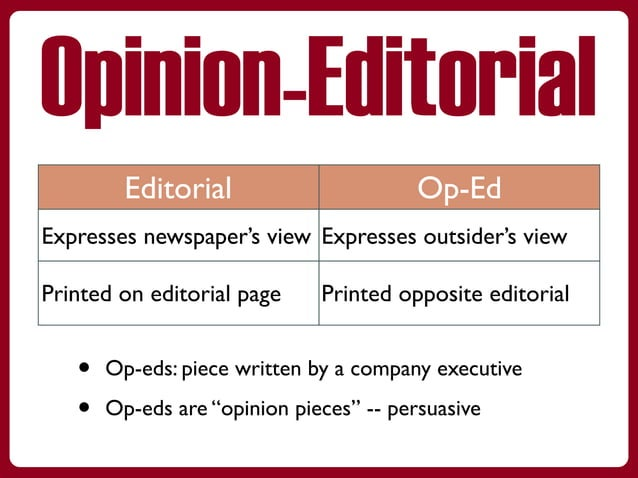 Opinion-Editorial
Editorial Op-Ed
Expresses newspaper’s view Expresses outsider’s view
Printed on editorial page Printed opposite editorial
• Op-eds: piece written by a company executive
• Op-eds are “opinion pieces” -- persuasive